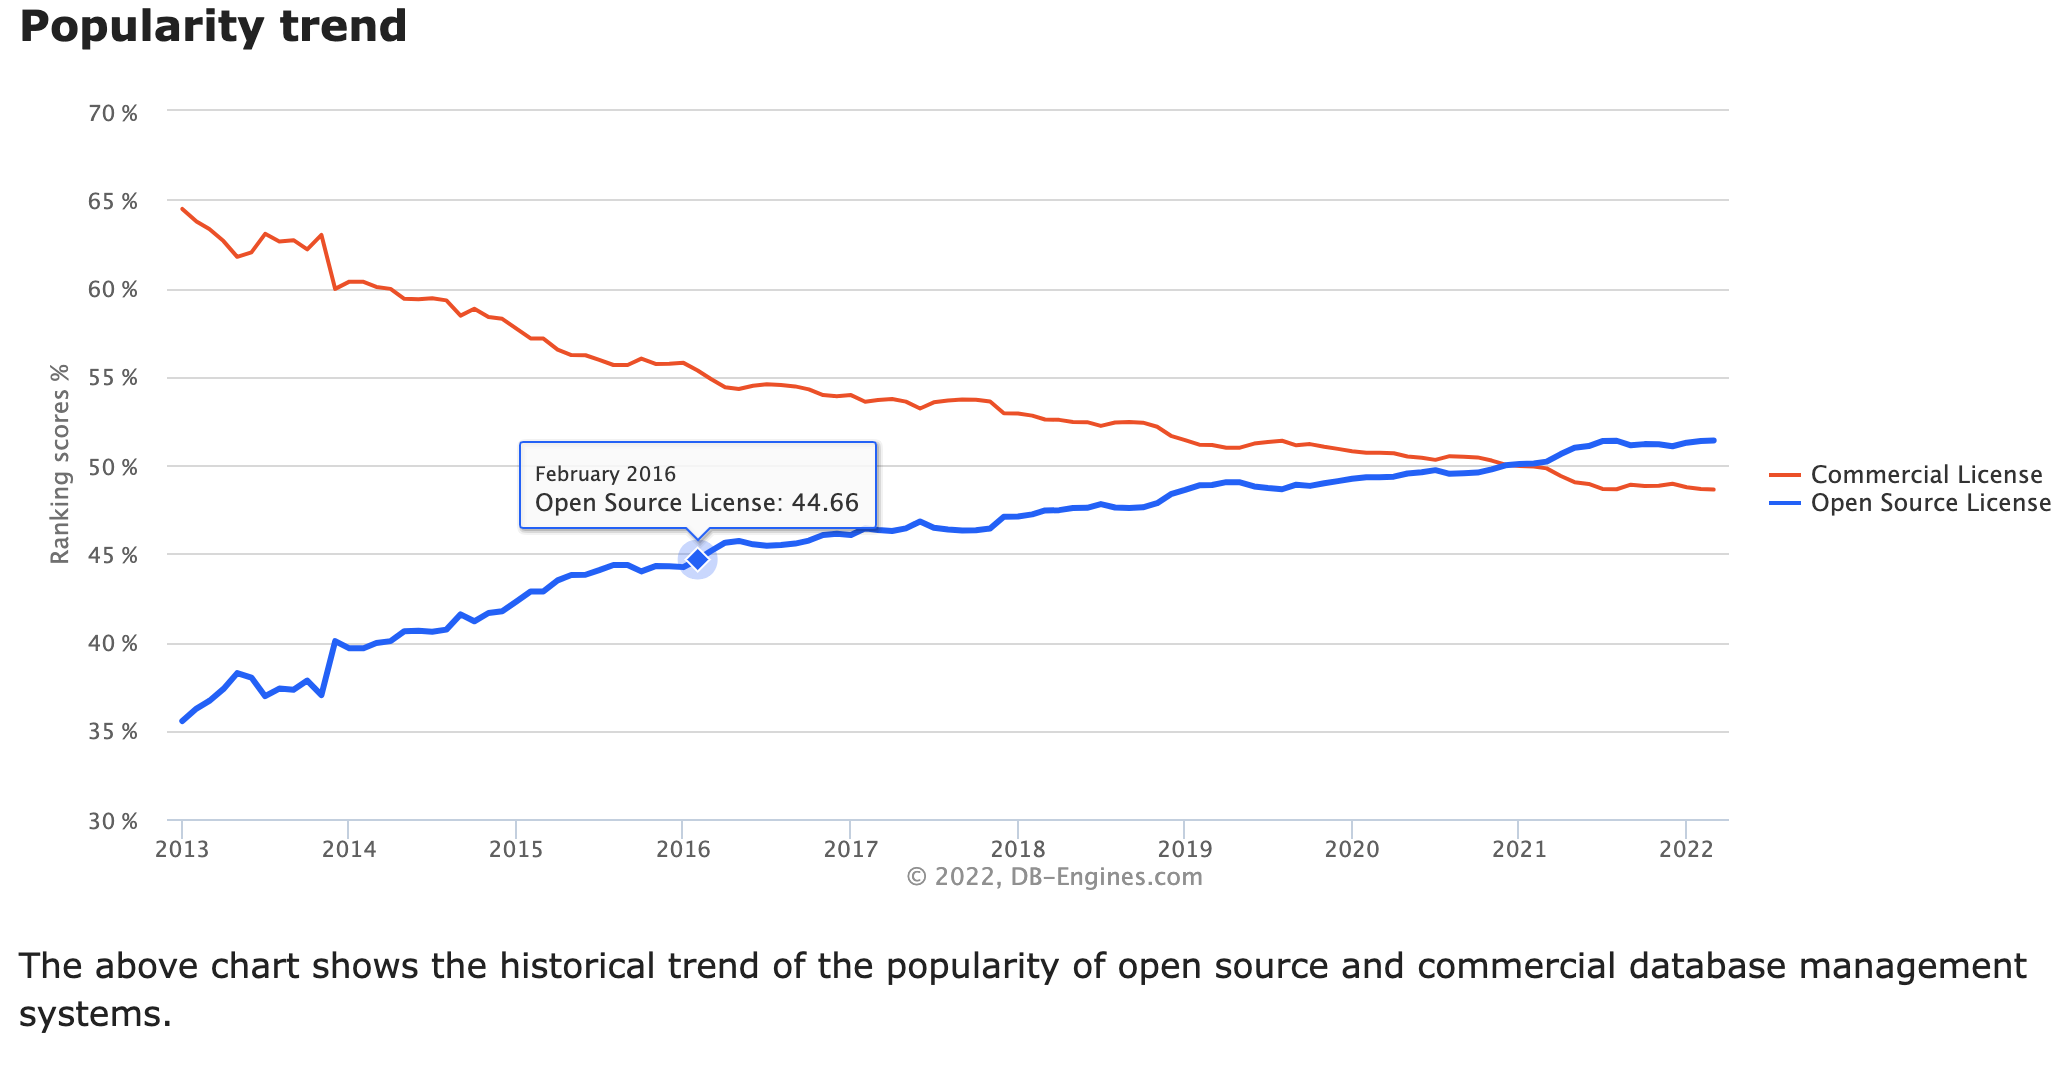 Popularity trend
70 %
65 %
60 %
55 %
50 %
45 %
40 %
35 %
30 %
Ranking scores %
February 2016
Open Source License: 44.66
Commercial License
Open Source License
2013 2014 2015 2016 2017 2018 2019 2020 2021 2022
© 2022, DB-Engines.com
The above chart shows the historical trend of the popularity of open source and commercial database management
systems.